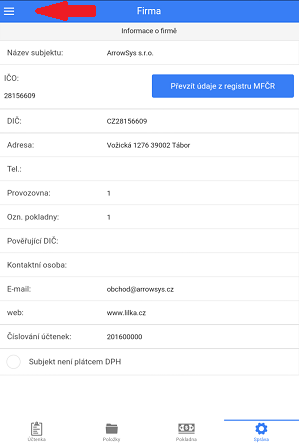 Firma
Informace o firmě
Název subjektu: ArrowSys s.r.o.
IČO:
28156609
Převzít údaje z registru MFČR
DIČ: CZ28156609
Adresa: Vožická 1276 39002 Tábor
Tel.:
Provozovna: 1
Ozn. pokladny: 1
Pověřující DIČ:
Kontaktní osoba:
E-mail: obchod@arrowsys.cz
web: www.lilka.cz
Číslování účtenek: 201600000
Subjekt není plátcem DPH
Účtenka Položky Pokladna Správa